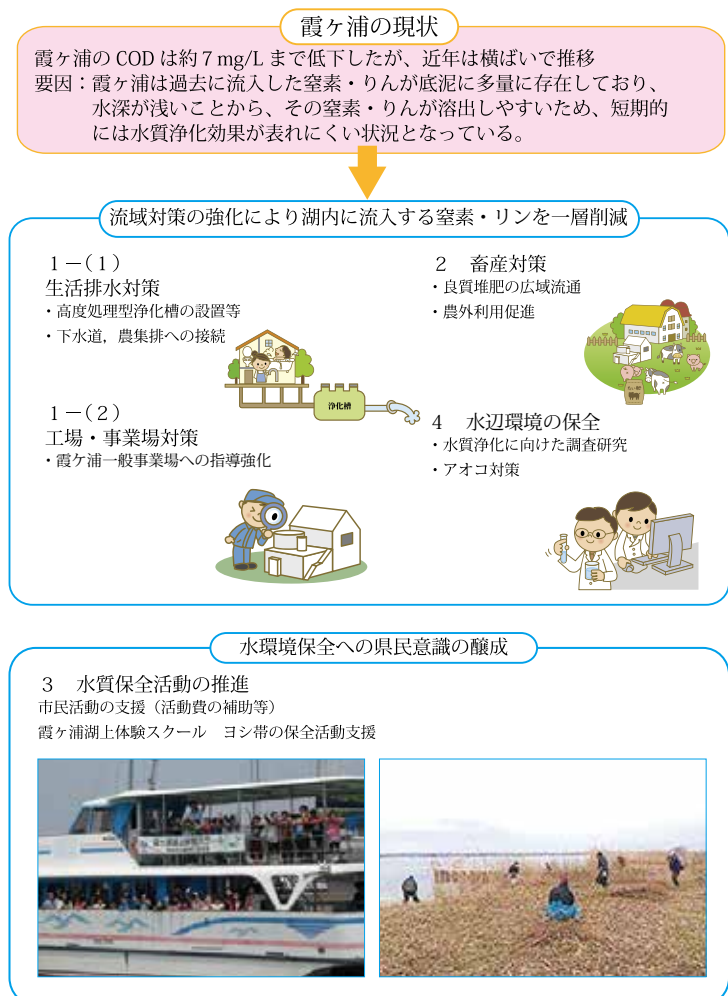 霞ヶ浦の現状
霞ヶ浦の COD は約７mg/L まで低下したが、近年は横ばいで推移
要因：霞ヶ浦は過去に流入した窒素・りんが底泥に多量に存在しており、
水深が浅いことから、その窒素・りんが溶出しやすいため、短期的
には水質浄化効果が表れにくい状況となっている。
流域対策の強化により湖内に流入する窒素・リンを一層削減
１－（１）
生活排水対策
・高度処理型浄化槽の設置等
・下水道，農集排への接続
浄化槽
１－（２）
工場・事業場対策
・霞ケ浦一般事業場への指導強化
２　畜産対策
・良質堆肥の広域流通
・農外利用促進
４　水辺環境の保全
・水質浄化に向けた調査研究
・アオコ対策
水環境保全への県民意識の醸成
３　水質保全活動の推進
市民活動の支援（活動費の補助等）
霞ヶ浦湖上体験スクール　ヨシ帯の保全活動支援